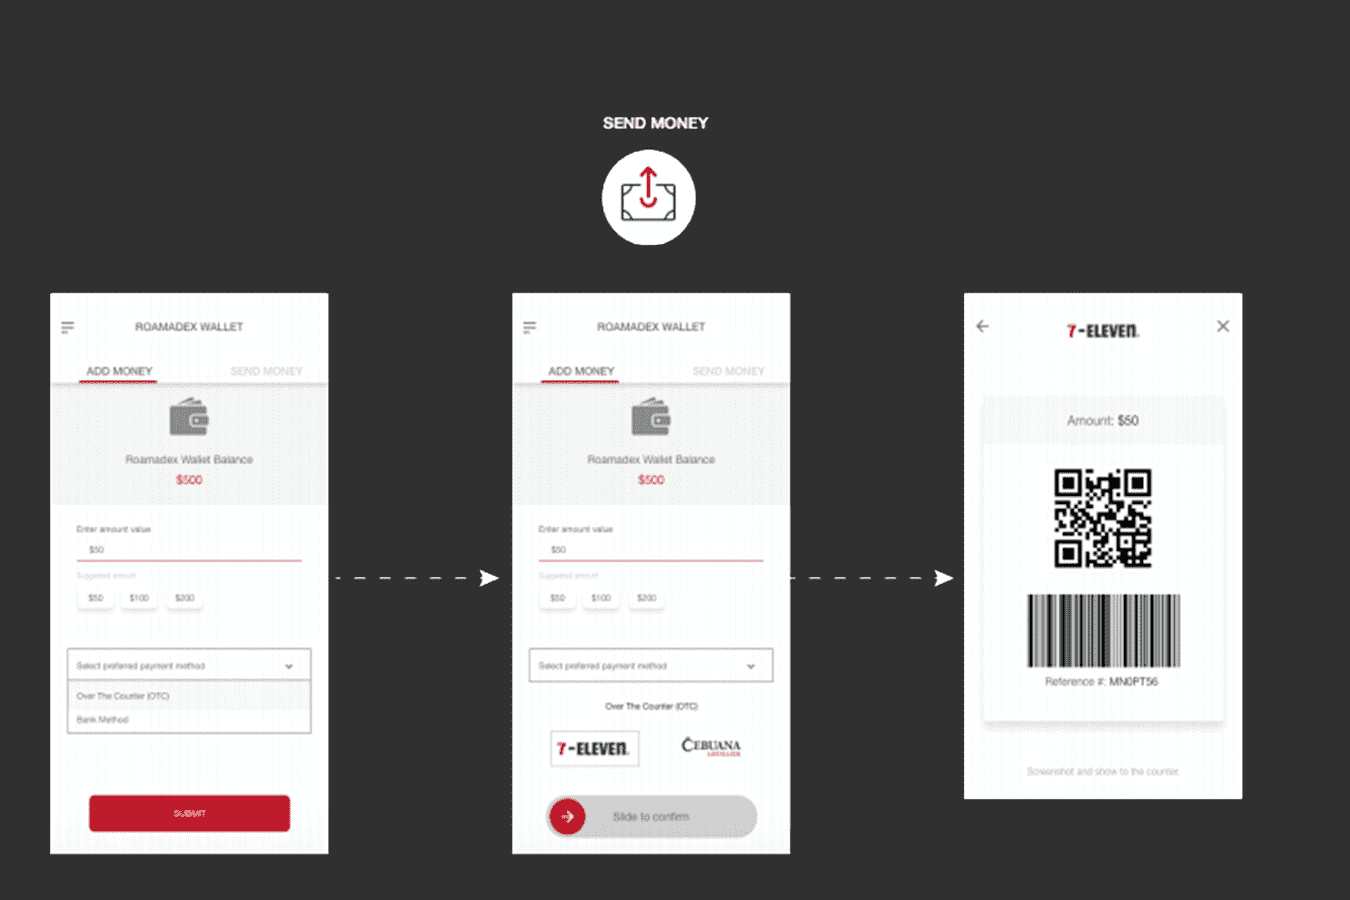 SEND MONEY
ROAMADEX WALLET
ADD MONEY SEND MONEY
Roamadex Wallet Balance
$500
Enter amount value
$50
Suggested amount
$50 $100 $200
Select preferred payment method
Over The Counter (OTC)
Bank Method
SUBMIT
ROAMADEX WALLET
ADD MONEY SEND MONEY
Roamadex Wallet Balance
$500
Enter amount value
$50
Suggested amount
$50 $100 $200
Select preferred payment method
Over The Counter (OTC)
7-ELEVEN
CEBUANA
Slide to confirm
7-ELEVEN
Amount: $50
Reference #: MN0PT56
Screenshot and show to the counter.